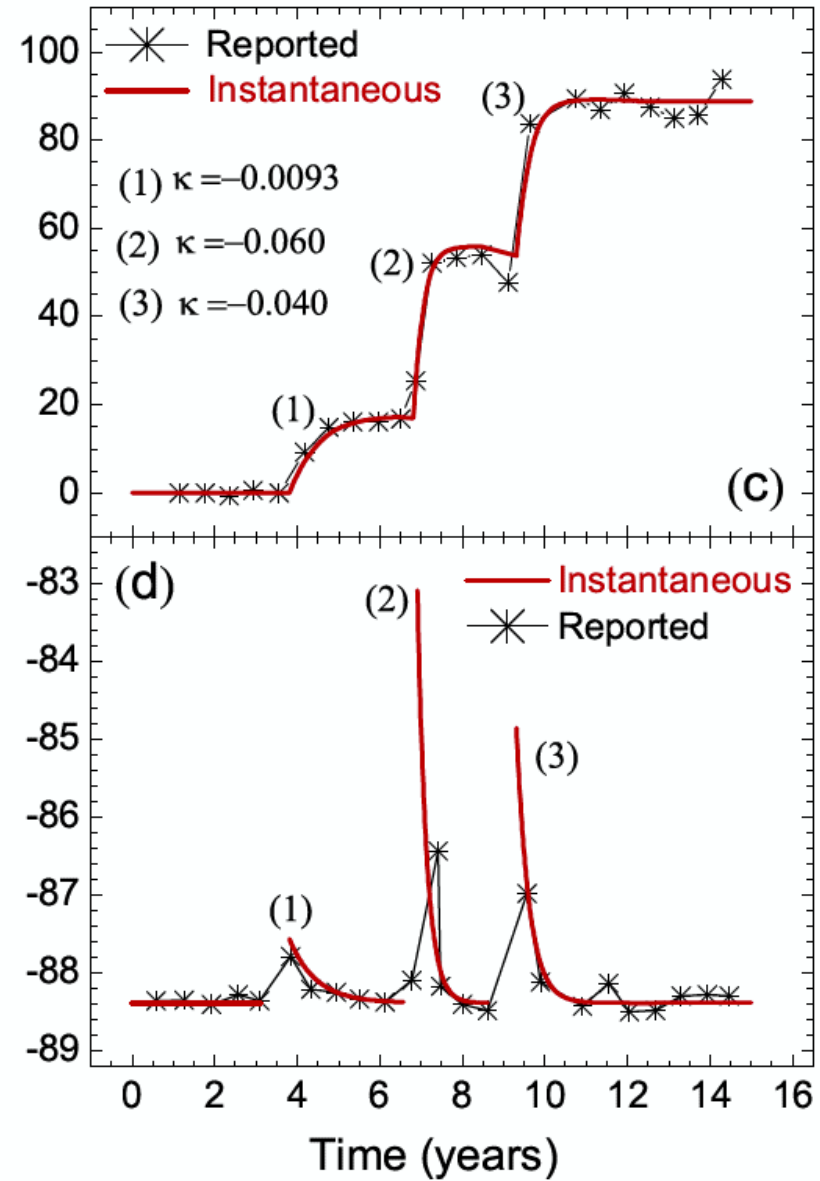 100
80
60
40
20
0
Reported
Instantaneous
(1) κ =–0.0093
(2) κ =–0.060
(3) κ =–0.040
(1)
(2)
(3)
(c)
-83
-84
-85
-86
-87
-88
-89
(d)
Instantaneous
Reported
(1)
(2)
(3)
0 2 4 6 8 10 12 14 16
Time (years)